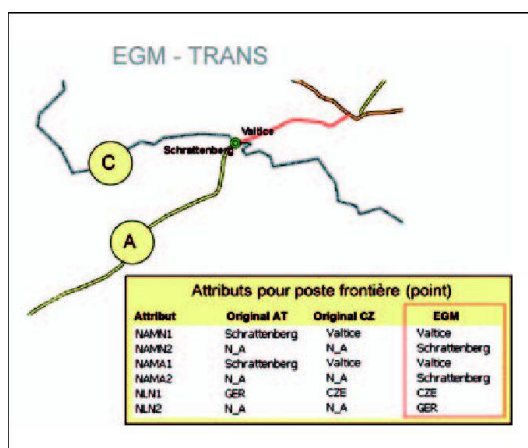 EGM - TRANS
Valtice
Schrattenberg
C
A
Attributs pour poste frontière (point)
Attribut Original AT Original CZ EGM
NAMN1 Schrattenberg Valtice Valtice
NAMN2 N_A N_A Schrattenberg
NAMA1 Schrattenberg Valtice Valtice
NAMA2 N_A N_A Schrattenberg
NLN1 GER CZE CZE
NLN2 N_A N_A GER